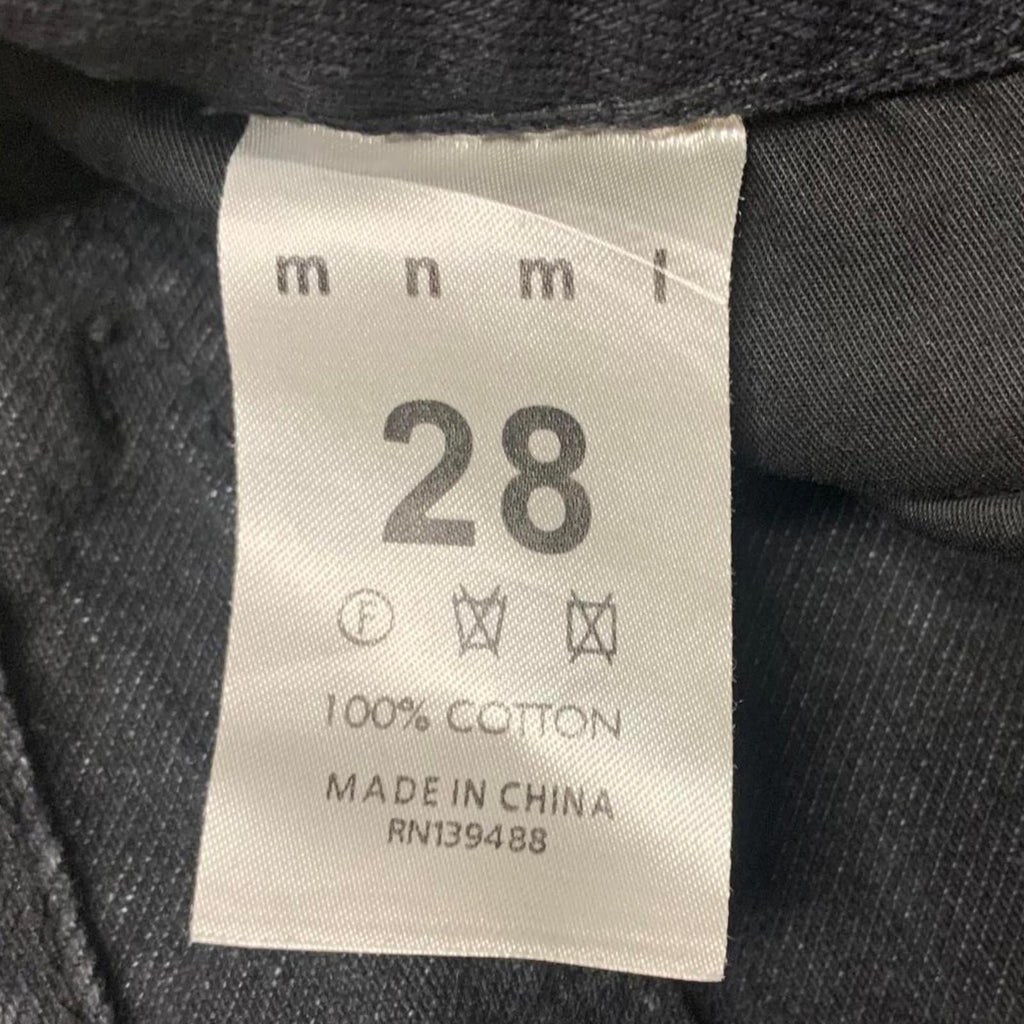 m n m l
28
F
100% COTTON
MADE IN CHINA
RN139488